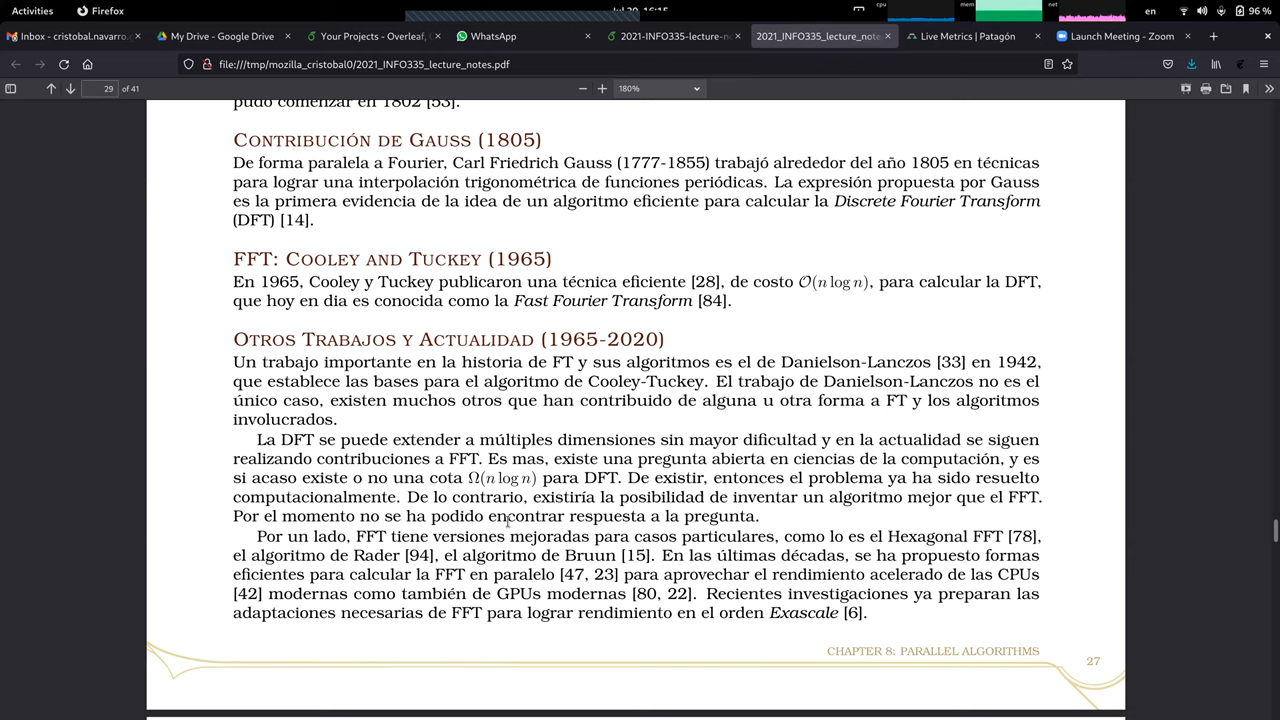 Activities Firefox Jul 20 16:15 cpu mem net en 96 %
Inbox - cristobal.navarro.c My Drive - Google Drive Your Projects - Overleaf, C WhatsApp 2021-INFO335-lecture-no 2021_INFO335_lecture_note Live Metrics | Patagón Launch Meeting - Zoom
file:///tmp/mozilla_cristobal0/2021_INFO335_lecture_notes.pdf
29 of 41 180%
pudo comenzar en 1802 [53].
Contribución de Gauss (1805)
De forma paralela a Fourier, Carl Friedrich Gauss (1777-1855) trabajó alrededor del año 1805 en técnicas
para lograr una interpolación trigonométrica de funciones periódicas. La expresión propuesta por Gauss
es la primera evidencia de la idea de un algoritmo eficiente para calcular la Discrete Fourier Transform
(DFT) [14].
FFT: Cooley and Tuckey (1965)
En 1965, Cooley y Tuckey publicaron una técnica eficiente [28], de costo O(n log n), para calcular la DFT,
que hoy en dia es conocida como la Fast Fourier Transform [84].
Otros Trabajos y Actualidad (1965-2020)
Un trabajo importante en la historia de FT y sus algoritmos es el de Danielson-Lanczos [33] en 1942,
que establece las bases para el algoritmo de Cooley-Tuckey. El trabajo de Danielson-Lanczos no es el
único caso, existen muchos otros que han contribuido de alguna u otra forma a FT y los algoritmos
involucrados.
La DFT se puede extender a múltiples dimensiones sin mayor dificultad y en la actualidad se siguen
realizando contribuciones a FFT. Es mas, existe una pregunta abierta en ciencias de la computación, y es
si acaso existe o no una cota Ω(n log n) para DFT. De existir, entonces el problema ya ha sido resuelto
computacionalmente. De lo contrario, existiría la posibilidad de inventar un algoritmo mejor que el FFT.
Por el momento no se ha podido encontrar respuesta a la pregunta.
Por un lado, FFT tiene versiones mejoradas para casos particulares, como lo es el Hexagonal FFT [78],
el algoritmo de Rader [94], el algoritmo de Bruun [15]. En las últimas décadas, se ha propuesto formas
eficientes para calcular la FFT en paralelo [47, 23] para aprovechar el rendimiento acelerado de las CPUs
[42] modernas como también de GPUs modernas [80, 22]. Recientes investigaciones ya preparan las
adaptaciones necesarias de FFT para lograr rendimiento en el orden Exascale [6].
CHAPTER 8: PARALLEL ALGORITHMS 27